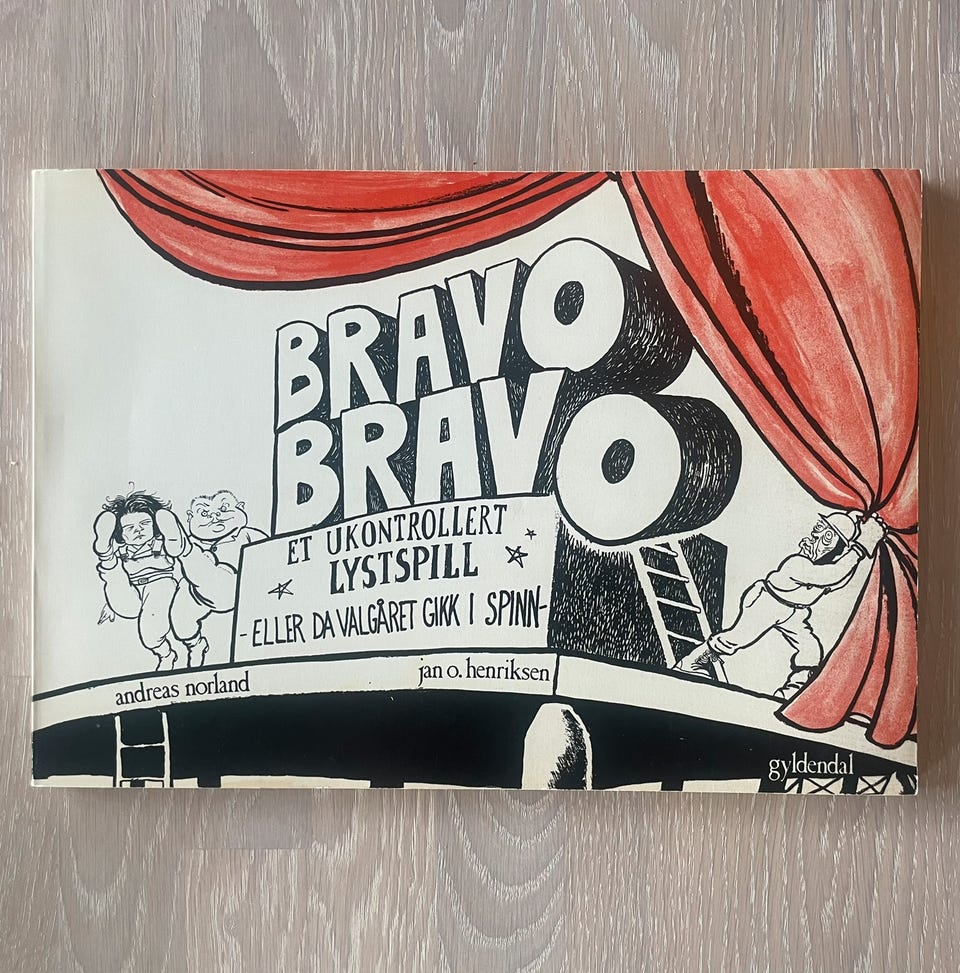 BRAVO
BRAVO
ET UKONTROLLERT
LYSTSPILL
-ELLER DA VALGÅRET GIKK I SPINN-
andreas norland
jan o. henriksen
gyldendal